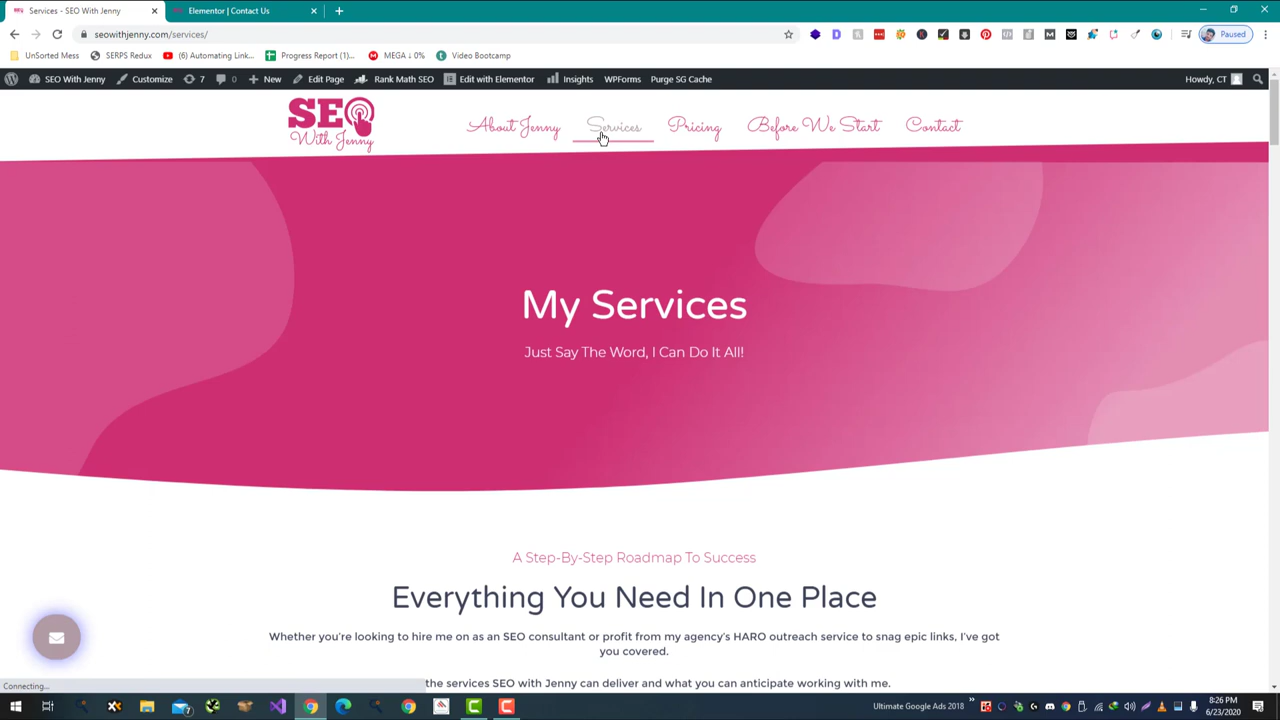 Services - SEO With Jenny
Elementor | Contact Us
seowithjenny.com/services/
Paused
UnSorted Mess
SERPS Redux
(6) Automating Link...
Progress Report (1)...
MEGA ↓ 0%
Video Bootcamp
SEO With Jenny
Customize
7
0
New
Edit Page
Rank Math SEO
Edit with Elementor
Insights
WPForms
Purge SG Cache
Howdy, CT
SEO
With Jenny
About Jenny
Services
Pricing
Before We Start
Contact
My Services
Just Say The Word, I Can Do It All!
A Step-By-Step Roadmap To Success
Everything You Need In One Place
Whether you're looking to hire me on as an SEO consultant or profit from my agency's HARO outreach service to snag epic links, I've got
you covered.
the services SEO with Jenny can deliver and what you can anticipate working with me.
Connecting...
Ultimate Google Ads 2018
8:26 PM
6/23/2020